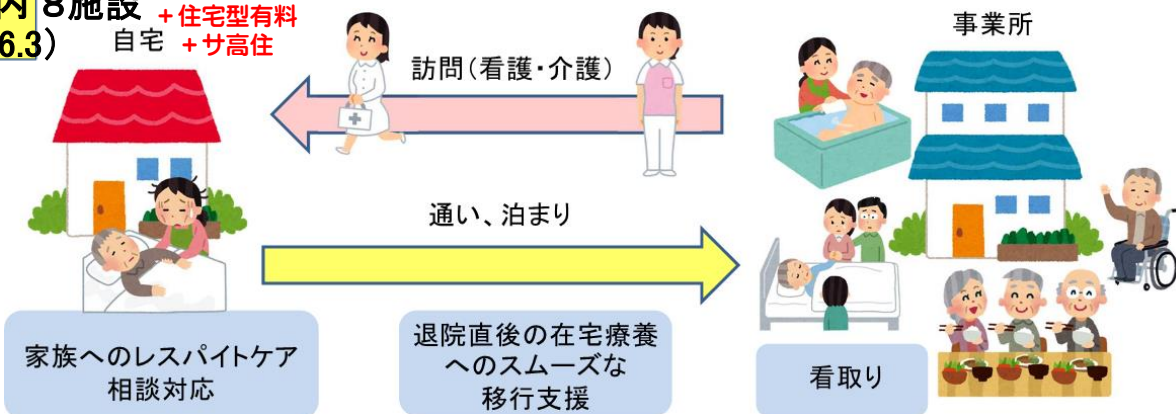 内 8施設
+住宅型有料
6.3)
自宅
+サ高住
事業所
訪問(看護・介護)
通い、泊まり
家族へのレスパイトケア
相談対応
退院直後の在宅療養
へのスムーズな
移行支援
看取り